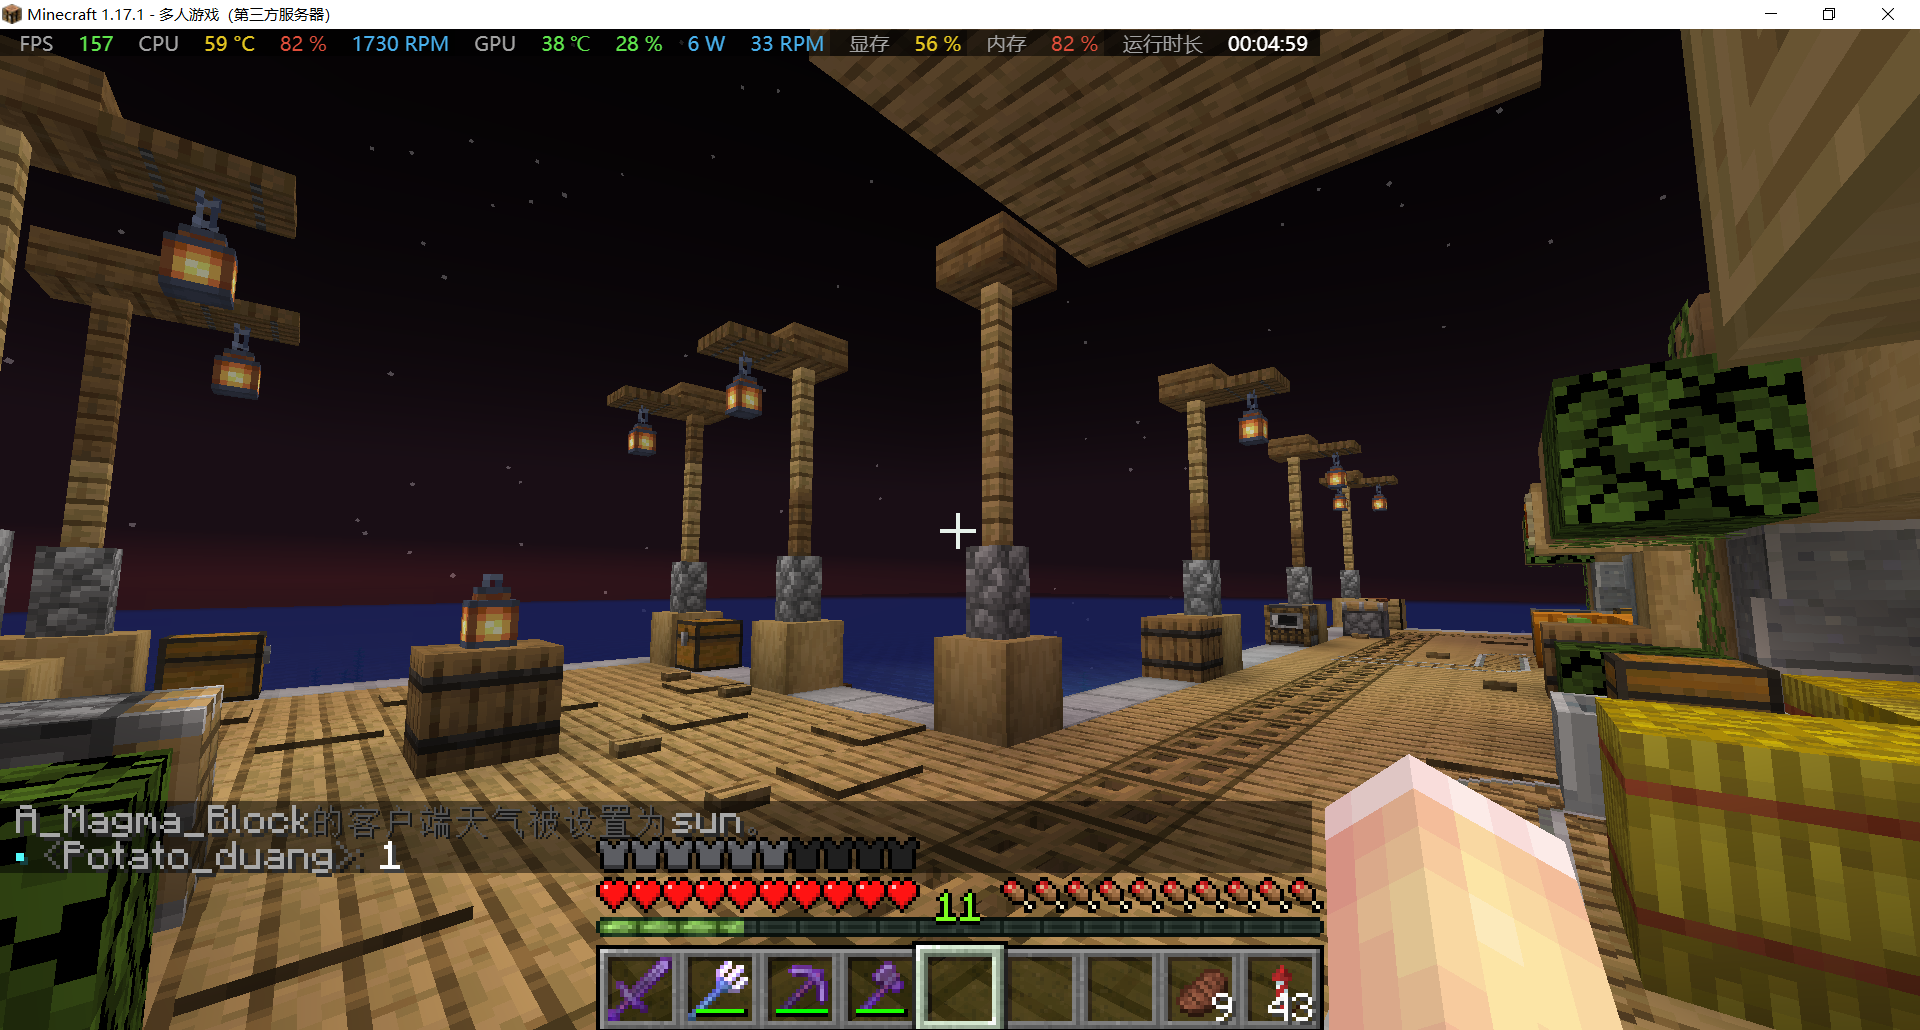 Minecraft 1.17.1 - 多人游戏（第三方服务器）
FPS 157 CPU 59 °C 82 % 1730 RPM GPU 38 °C 28 % 6 W 33 RPM 显存 56 % 内存 82 % 运行时长 00:04:59
A_Magma_Block的客户端天气被设置为sun。
<Potato_duang>: 1
11
9
43